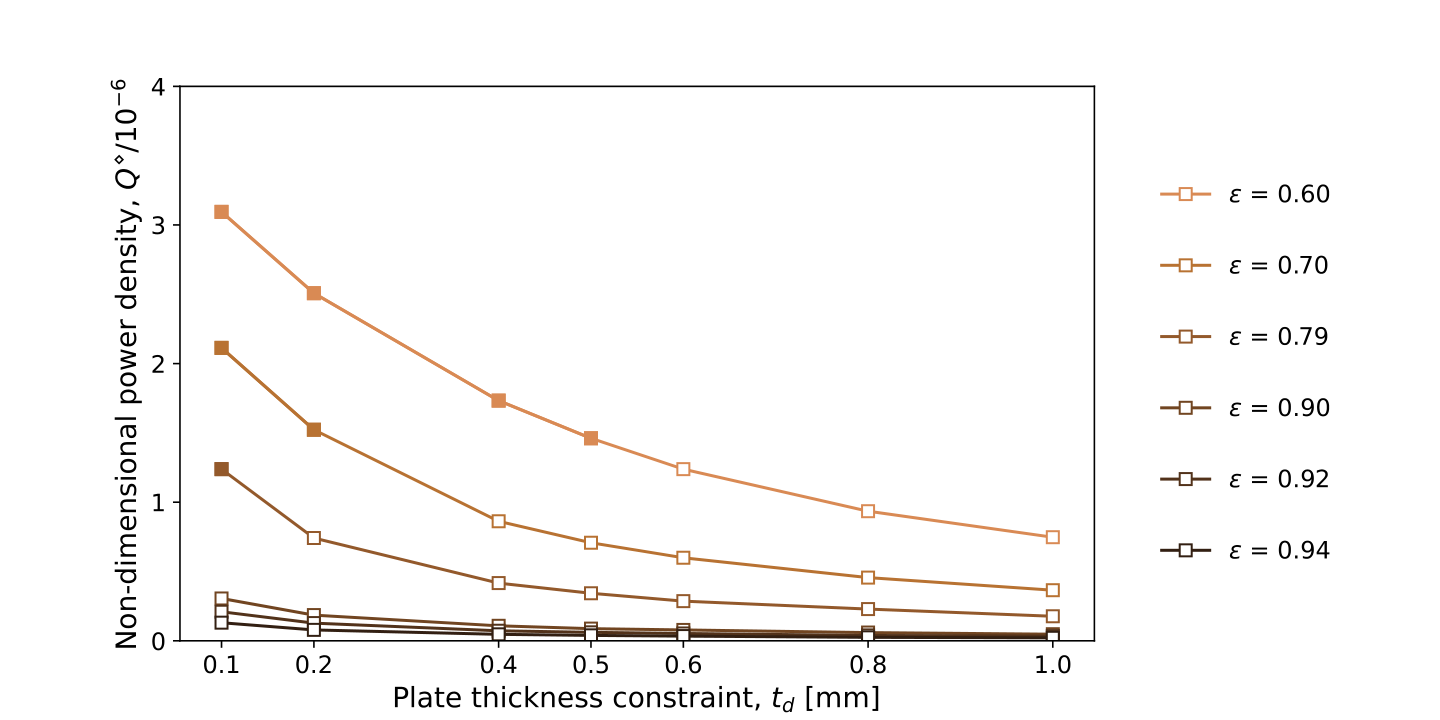 Non-dimensional power density, Q⋄/10⁻⁶
4
3
2
1
0
0.1 0.2 0.4 0.5 0.6 0.8 1.0
Plate thickness constraint, t_d [mm]
ε = 0.60
ε = 0.70
ε = 0.79
ε = 0.90
ε = 0.92
ε = 0.94